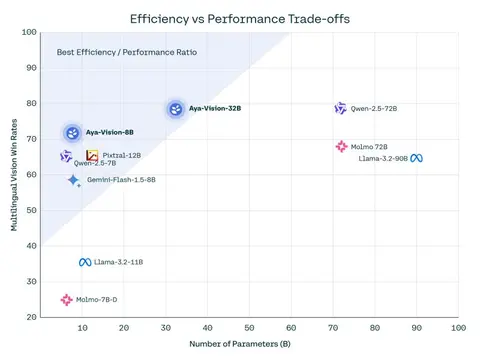 Efficiency vs Performance Trade-offs
100
Best Efficiency / Performance Ratio
90
80
Aya-Vision-32B
Qwen-2.5-72B
Aya-Vision-8B
70
Molmo 72B
Pixtral-12B
Llama-3.2-90B
Qwen-2.5-7B
60
Gemini-Flash-1.5-8B
50
40
Llama-3.2-11B
30
Molmo-7B-D
20
10 20 30 40 50 60 70 80 90 100
Multilingual Vision Win Rates
Number of Parameters (B)